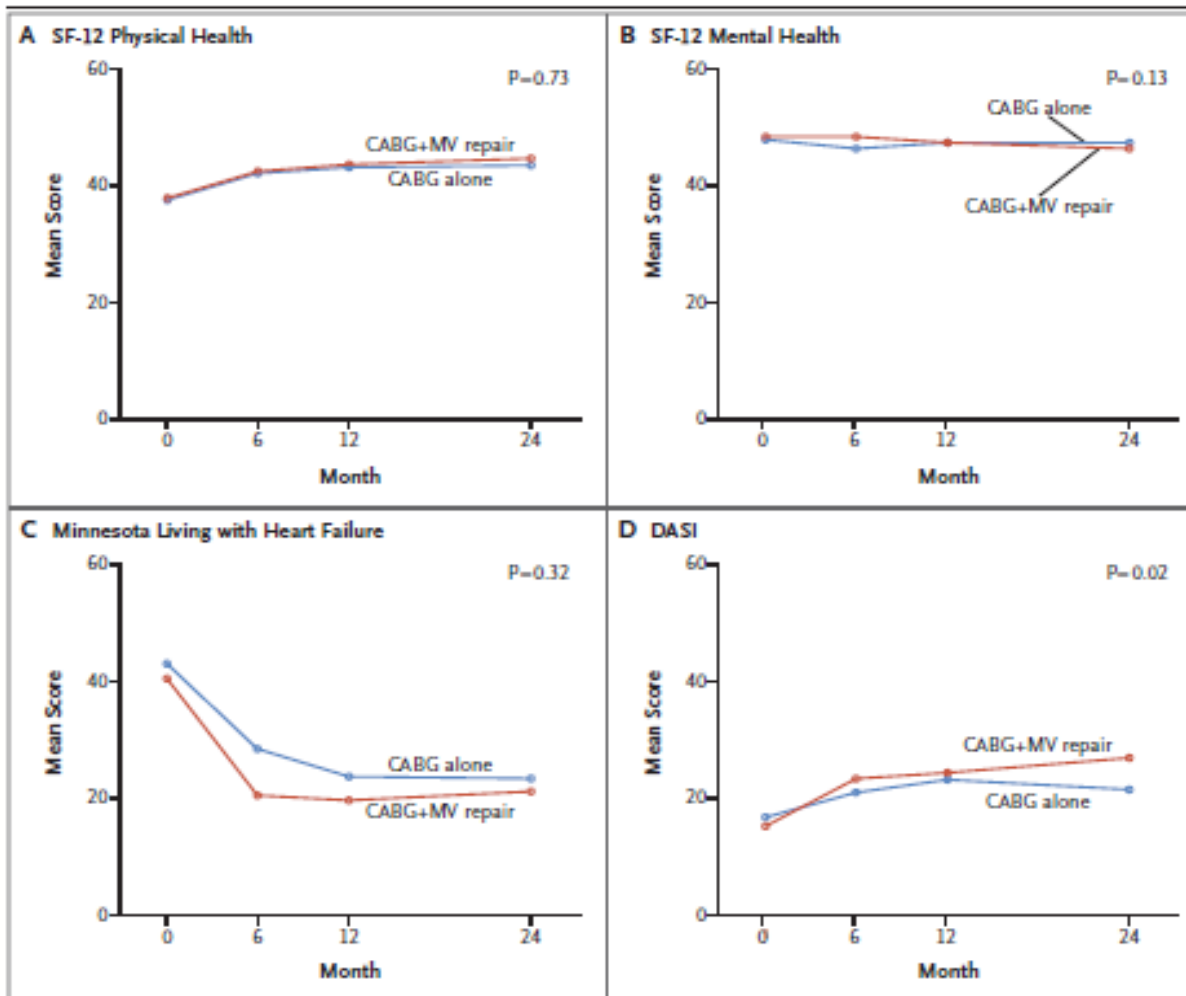 A SF-12 Physical Health
60
P=0.73
CABG+MV repair
40
CABG alone
Mean Score
20
0
0 6 12 24
Month
B SF-12 Mental Health
60
P=0.13
CABG alone
40
CABG+MV repair
Mean Score
20
0
0 6 12 24
Month
C Minnesota Living with Heart Failure
60
P=0.32
40
Mean Score
CABG alone
20
CABG+MV repair
0
0 6 12 24
Month
D DASI
60
P=0.02
40
Mean Score
CABG+MV repair
20
CABG alone
0
0 6 12 24
Month